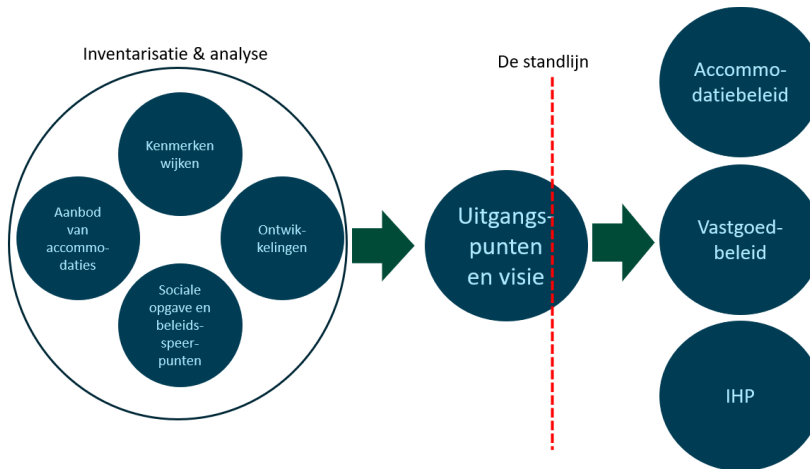 Inventarisatie & analyse
Kenmerken
wijken
Aanbod
van
accommo-
daties
Ontwik-
kelingen
Sociale
opgave en
beleids-
speer-
punten
De standlijn
Uitgangs-
punten
en visie
Accommo-
datiebeleid
Vastgoed-
beleid
IHP